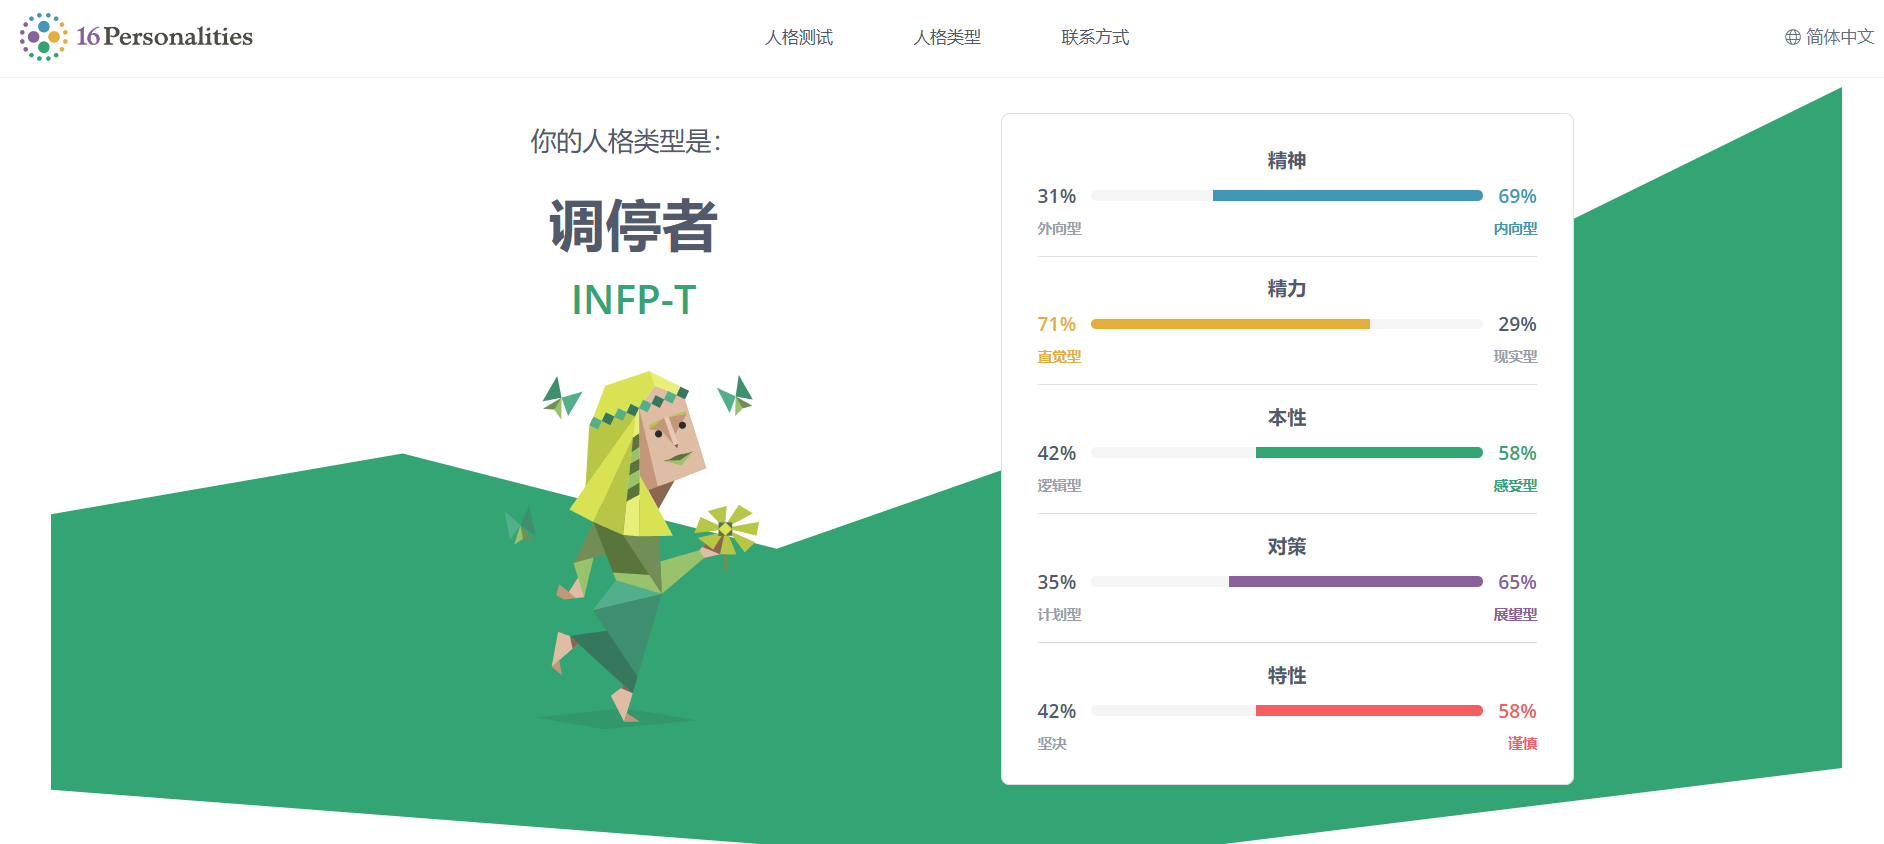 16Personalities
人格测试
人格类型
联系方式
简体中文
你的人格类型是：
调停者
INFP-T
精神
31%
69%
外向型
内向型
精力
71%
29%
直觉型
现实型
本性
42%
58%
逻辑型
感受型
对策
35%
65%
计划型
展望型
特性
42%
58%
坚决
谨慎